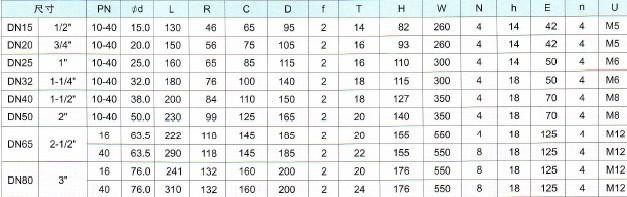 尺寸 PN ¢d L R C D f T H W N h E n U
DN15 1/2" 10-40 15.0 130 46 65 95 2 14 82 260 4 14 42 4 M5
DN20 3/4" 10-40 20.0 150 56 75 105 2 16 93 260 4 14 42 4 M5
DN25 1" 10-40 25.0 160 65 85 115 2 16 110 300 4 14 50 4 M6
DN32 1-1/4" 10-40 32.0 180 76 100 140 2 18 115 300 4 18 50 4 M6
DN40 1-1/2" 10-40 38.0 200 84 110 150 2 18 127 350 4 18 70 4 M8
DN50 2" 10-40 50.0 230 99 125 165 2 20 140 350 4 18 70 4 M8
DN65 2-1/2" 16 63.5 222 118 145 185 2 20 155 550 4 18 125 4 M12
40 63.5 290 118 145 185 2 22 155 550 8 18 125 4 M12
DN80 3" 16 76.0 241 132 160 200 2 20 176 550 8 18 125 4 M12
40 76.0 310 132 160 200 2 24 176 550 8 18 125 4 M12